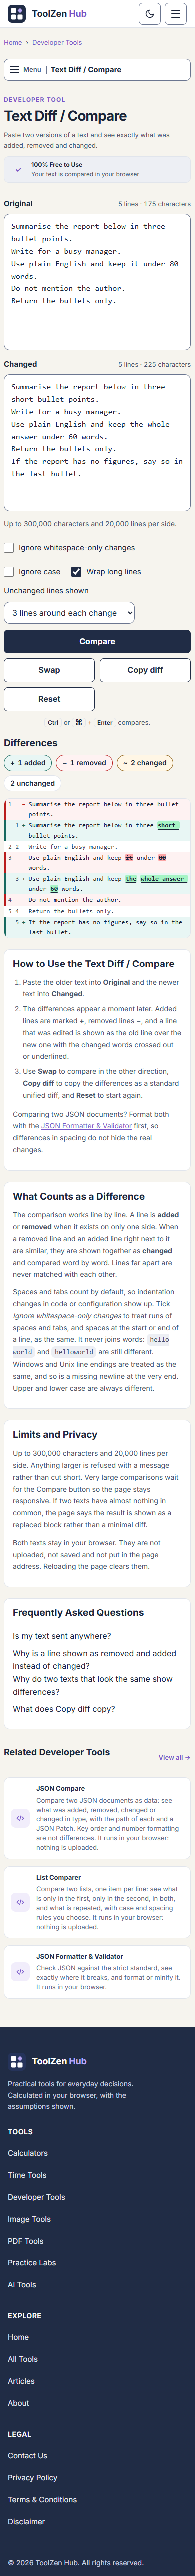 ToolZen Hub
Home › Developer Tools
Menu | Text Diff / Compare
DEVELOPER TOOL
Text Diff / Compare
Paste two versions of a text and see exactly what was
added, removed and changed.
✓ 100% Free to Use
Your text is compared in your browser
Original 5 lines · 175 characters
Summarise the report below in three
bullet points.
Write for a busy manager.
Use plain English and keep it under 80
words.
Do not mention the author.
Return the bullets only.
Changed 5 lines · 225 characters
Summarise the report below in three
short bullet points.
Write for a busy manager.
Use plain English and keep the whole
answer under 60 words.
Return the bullets only.
If the report has no figures, say so in
the last bullet.
Up to 300,000 characters and 20,000 lines per side.
Ignore whitespace-only changes
Ignore case Wrap long lines
Unchanged lines shown
3 lines around each change
Compare
Swap Copy diff
Reset
Ctrl or ⌘ + Enter compares.
Differences
+ 1 added − 1 removed ~ 2 changed
2 unchanged
1 − Summarise the report below in three bullet
points.
1 + Summarise the report below in three short
bullet points.
2 2 Write for a busy manager.
3 − Use plain English and keep it under 80
words.
3 + Use plain English and keep the whole answer
under 60 words.
4 − Do not mention the author.
5 4 Return the bullets only.
5 + If the report has no figures, say so in the
last bullet.
How to Use the Text Diff / Compare
1. Paste the older text into Original and the newer
text into Changed.
2. The differences appear a moment later. Added
lines are marked +, removed lines −, and a line
that was edited is shown as the old line over the
new one with the changed words crossed out
or underlined.
3. Use Swap to compare in the other direction,
Copy diff to copy the differences as a standard
unified diff, and Reset to start again.
Comparing two JSON documents? Format both
with the JSON Formatter & Validator first, so
differences in spacing do not hide the real
changes.
What Counts as a Difference
The comparison works line by line. A line is added
or removed when it exists on only one side. When
a removed line and an added line right next to it
are similar, they are shown together as changed
and compared word by word. Lines far apart are
never matched with each other.
Spaces and tabs count by default, so indentation
changes in code or configuration show up. Tick
Ignore whitespace-only changes to treat runs of
spaces and tabs, and spaces at the start or end of
a line, as the same. It never joins words: hello
world and helloworld are still different.
Windows and Unix line endings are treated as the
same, and so is a missing newline at the very end.
Upper and lower case are always different.
Limits and Privacy
Up to 300,000 characters and 20,000 lines per
side. Anything larger is refused with a message
rather than cut short. Very large comparisons wait
for the Compare button so the page stays
responsive. If two texts have almost nothing in
common, the page says the result is shown as a
replaced block rather than a minimal diff.
Both texts stay in your browser. They are not
uploaded, not saved and not put in the page
address. Reloading the page clears them.
Frequently Asked Questions
Is my text sent anywhere?
Why is a line shown as removed and added
instead of changed?
Why do two texts that look the same show
differences?
What does Copy diff copy?
Related Developer Tools
View all →
JSON Compare
Compare two JSON documents as data: see
what was added, removed, changed or
changed in type, with the path of each and a
JSON Patch. Key order and number formatting
are not differences. It runs in your browser:
nothing is uploaded.
List Comparer
Compare two lists, one item per line: see what
is only in the first, only in the second, in both,
and what is repeated, with case and spacing
rules you choose. It runs in your browser:
nothing is uploaded.
JSON Formatter & Validator
Check JSON against the strict standard, see
exactly where it breaks, and format or minify it.
It runs in your browser.
ToolZen Hub
Practical tools for everyday decisions.
Calculated in your browser, with the
assumptions shown.
TOOLS
Calculators
Time Tools
Developer Tools
Image Tools
PDF Tools
Practice Labs
AI Tools
EXPLORE
Home
All Tools
Articles
About
LEGAL
Contact Us
Privacy Policy
Terms & Conditions
Disclaimer
© 2026 ToolZen Hub. All rights reserved.